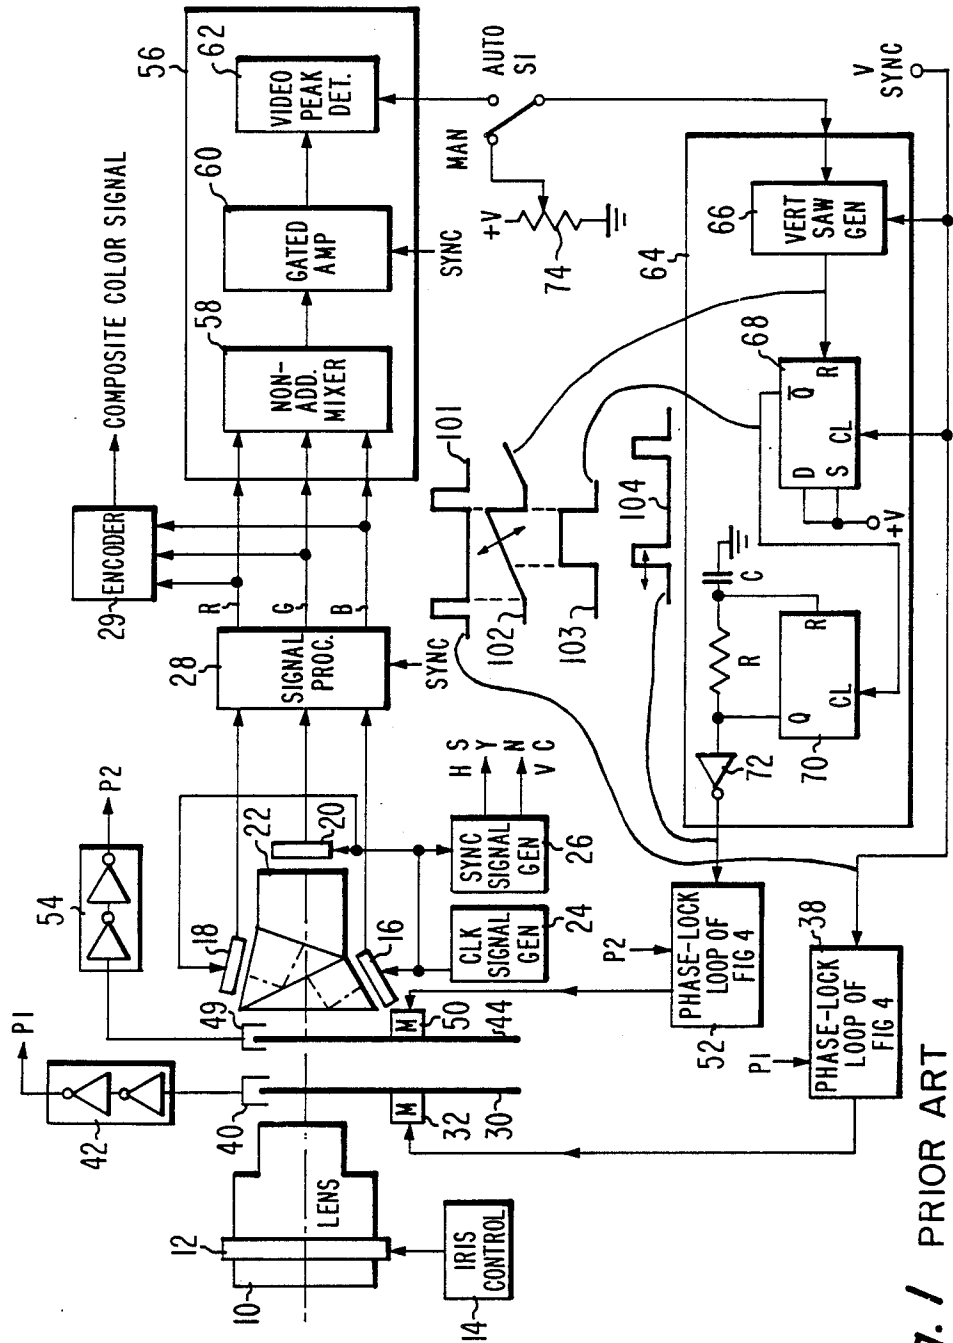 56
62
VIDEO
PEAK
DET.
60
GATED
AMP
SYNC
58
NON-
ADD.
MIXER
COMPOSITE COLOR SIGNAL
29
ENCODER
R
G
B
28
SIGNAL
PROC.
SYNC
AUTO
S1
MAN
+V
74
V
SYNC
64
66
VERT
SAW
GEN
68
D
S
CL
Q̅
R
+V
C
R
70
Q
CL
R
72
101
102
103
104
P2
54
P1
42
49
40
18
22
20
16
H S
Y
N
V C
SYNC
SIGNAL
GEN
26
CLK
SIGNAL
GEN
24
M
50
44
M
32
30
P2
PHASE-LOCK
LOOP OF
FIG 4
52
P1
PHASE-LOCK
LOOP OF
FIG 4
38
12
LENS
10
IRIS
CONTROL
14
g. 1 PRIOR ART